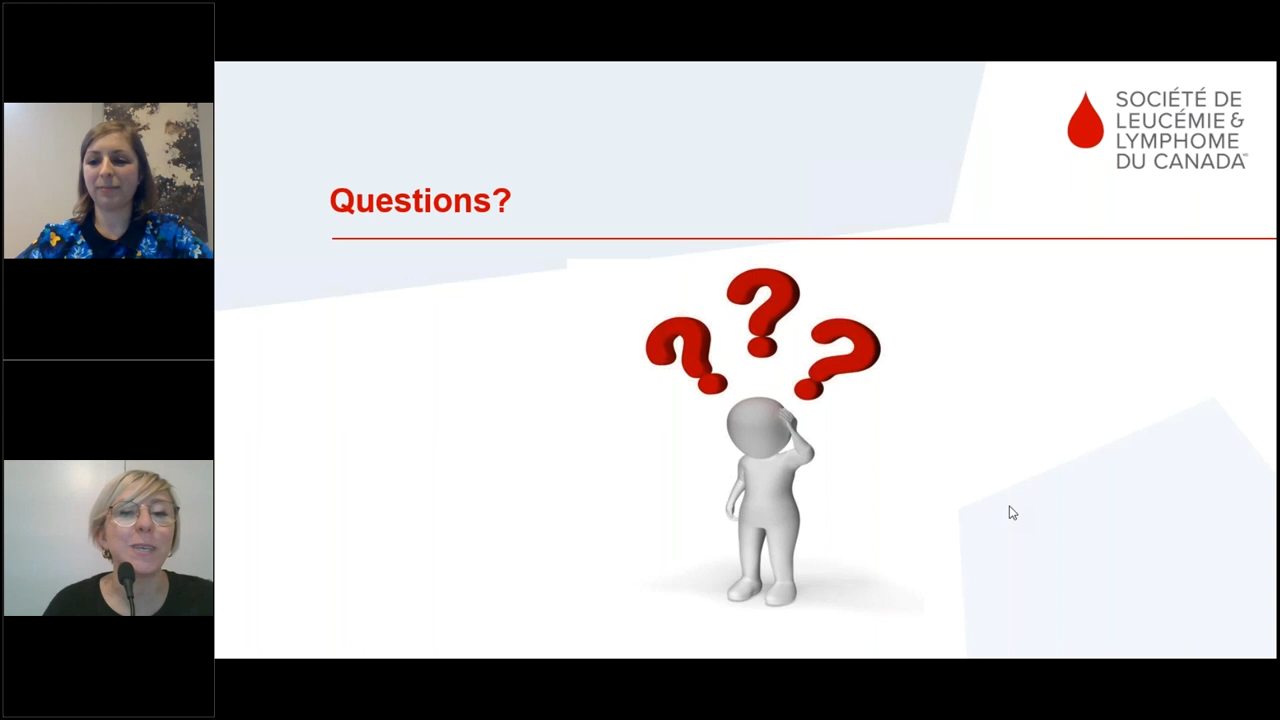 SOCIÉTÉ DE
LEUCÉMIE &
LYMPHOME
DU CANADA
Questions?